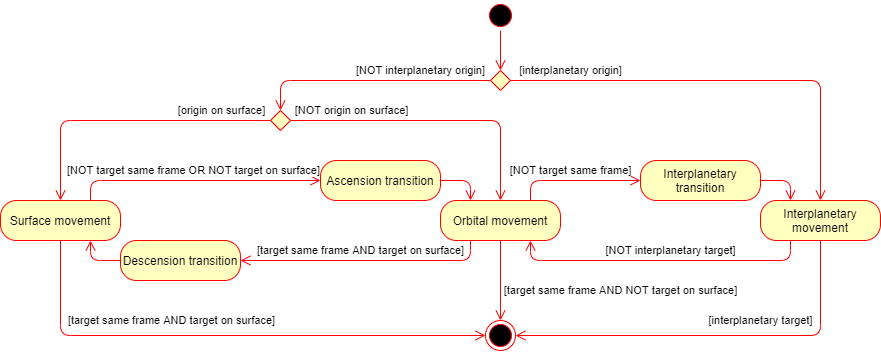 [NOT interplanetary origin]
[interplanetary origin]
[origin on surface]
[NOT origin on surface]
[NOT target same frame OR NOT target on surface]
Ascension transition
[NOT target same frame]
Interplanetary
transition
Surface movement
Orbital movement
Interplanetary
movement
Descension transition
[target same frame AND target on surface]
[NOT interplanetary target]
[target same frame AND NOT target on surface]
[target same frame AND target on surface]
[interplanetary target]